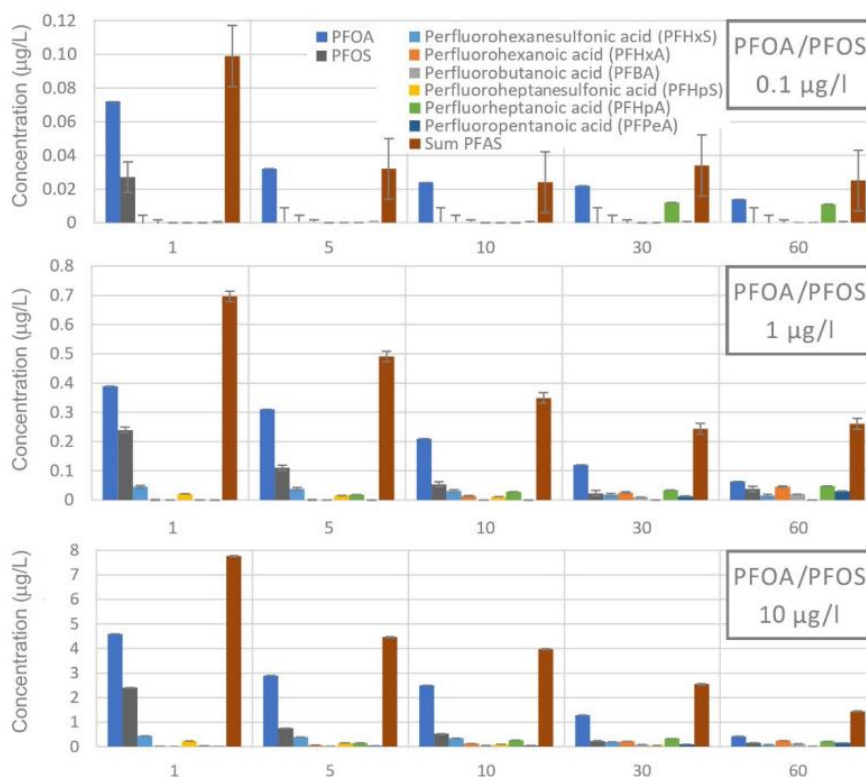 Concentration (µg/L)
0.12
0.10
0.08
0.06
0.04
0.02
0
PFOA
PFOS
Perfluorohexanesulfonic acid (PFHxS)
Perfluorohexanoic acid (PFHxA)
Perfluorobutanoic acid (PFBA)
Perfluoroheptanesulfonic acid (PFHpS)
Perfluorheptanoic acid (PFHpA)
Perfluoropentanoic acid (PFPeA)
Sum PFAS
PFOA/PFOS
0.1 µg/l
1 5 10 30 60
Concentration (µg/L)
0.8
0.7
0.6
0.5
0.4
0.3
0.2
0.1
0
PFOA/PFOS
1 µg/l
1 5 10 30 60
Concentration (µg/L)
8
7
6
5
4
3
2
1
0
PFOA/PFOS
10 µg/l
1 5 10 30 60